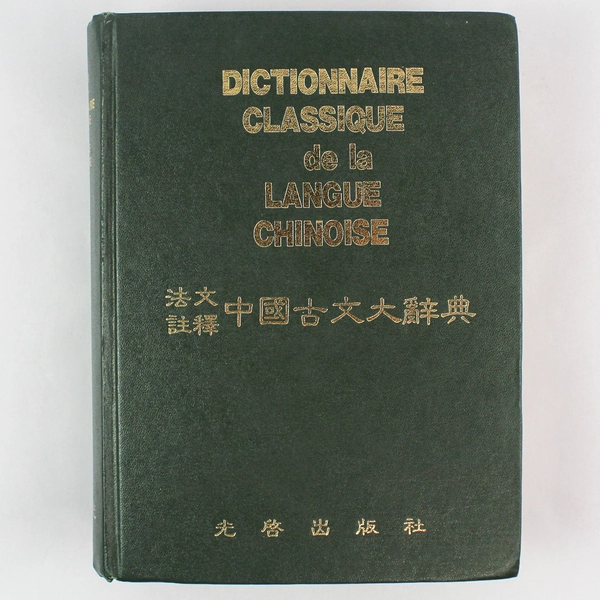 DICTIONNAIRE
CLASSIQUE
de la
LANGUE
CHINOISE
法文
註釋
中國古文大辭典
光啓出版社